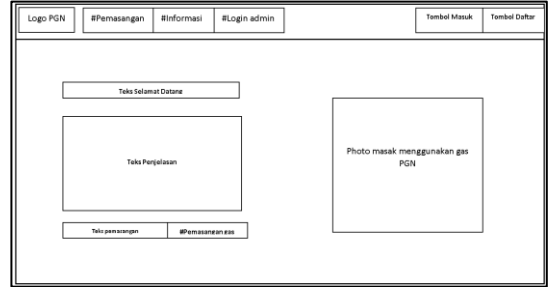 Logo PGN
#Pemasangan
#Informasi
#Login admin
Tombol Masuk
Tombol Daftar
Teks Selamat Datang
Teks Penjelasan
Photo masak menggunakan gas
PGN
Teks pemasangan
#Pemasangan gas